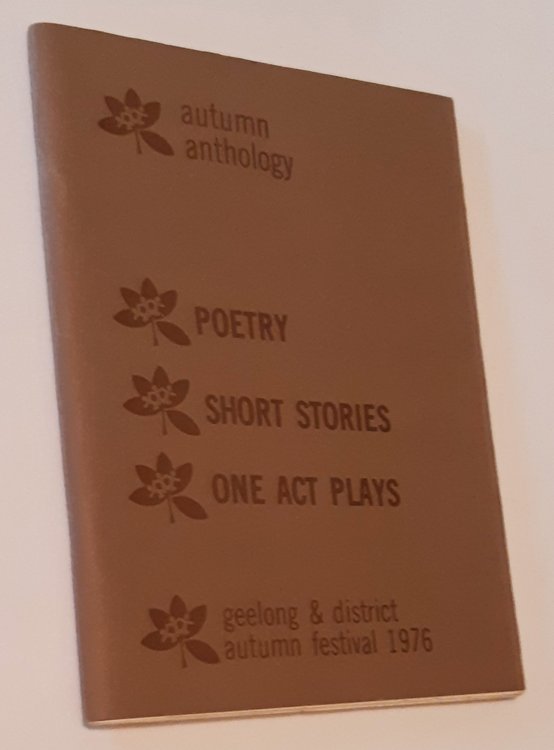 autumn
anthology
POETRY
SHORT STORIES
ONE ACT PLAYS
geelong & district
autumn festival 1976